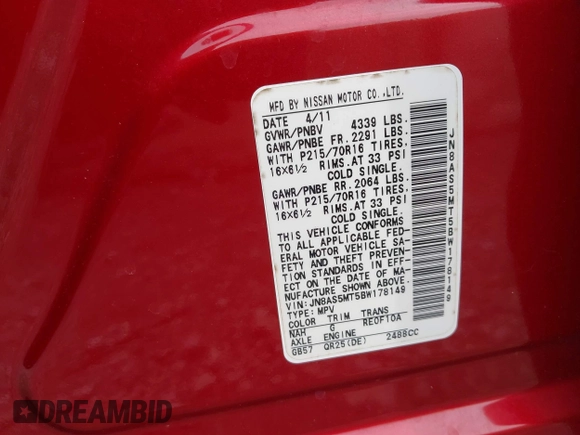 MFD BY NISSAN MOTOR CO.,LTD.
DATE 4/11
GVWR/PNBV 4339 LBS.
GAWR/PNBE FR. 2291 LBS.
WITH P215/70R16 TIRES.
16X6½ RIMS.AT 33 PSI
COLD SINGLE.
GAWR/PNBE RR. 2064 LBS.
WITH P215/70R16 TIRES.
16X6½ RIMS.AT 33 PSI
COLD SINGLE.
THIS VEHICLE CONFORMS
TO ALL APPLICABLE FED-
ERAL MOTOR VEHICLE SA-
FETY AND THEFT PREVEN-
TION STANDARDS IN EFF-
ECT ON THE DATE OF MA-
NUFACTURE SHOWN ABOVE.
VIN:JN8AS5MT5BW178149
TYPE:MPV
COLOR TRIM TRANS
NAH G RE0F10A
AXLE ENGINE
GB57 QR25(DE) 2488CC
JN8AS5MT5BW178149
DREAMBID